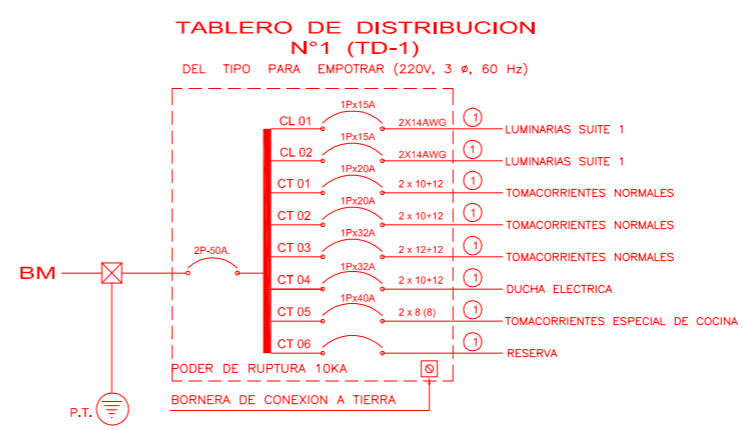 TABLERO DE DISTRIBUCION
N°1 (TD-1)
DEL TIPO PARA EMPOTRAR (220V, 3 ø, 60 Hz)
CL 01 1Px15A 2X14AWG 1 LUMINARIAS SUITE 1
CL 02 1Px15A 2X14AWG 1 LUMINARIAS SUITE 1
CT 01 1Px20A 2 x 10+12 1 TOMACORRIENTES NORMALES
CT 02 1Px20A 2 x 10+12 1 TOMACORRIENTES NORMALES
CT 03 1Px32A 2 x 12+12 1 TOMACORRIENTES NORMALES
BM 2P-50A.
CT 04 1Px32A 2 x 10+12 1 DUCHA ELECTRICA
CT 05 1Px40A 2 x 8 (8) 1 TOMACORRIENTES ESPECIAL DE COCINA
CT 06 1 RESERVA
PODER DE RUPTURA 10KA
BORNERA DE CONEXION A TIERRA
P.T.